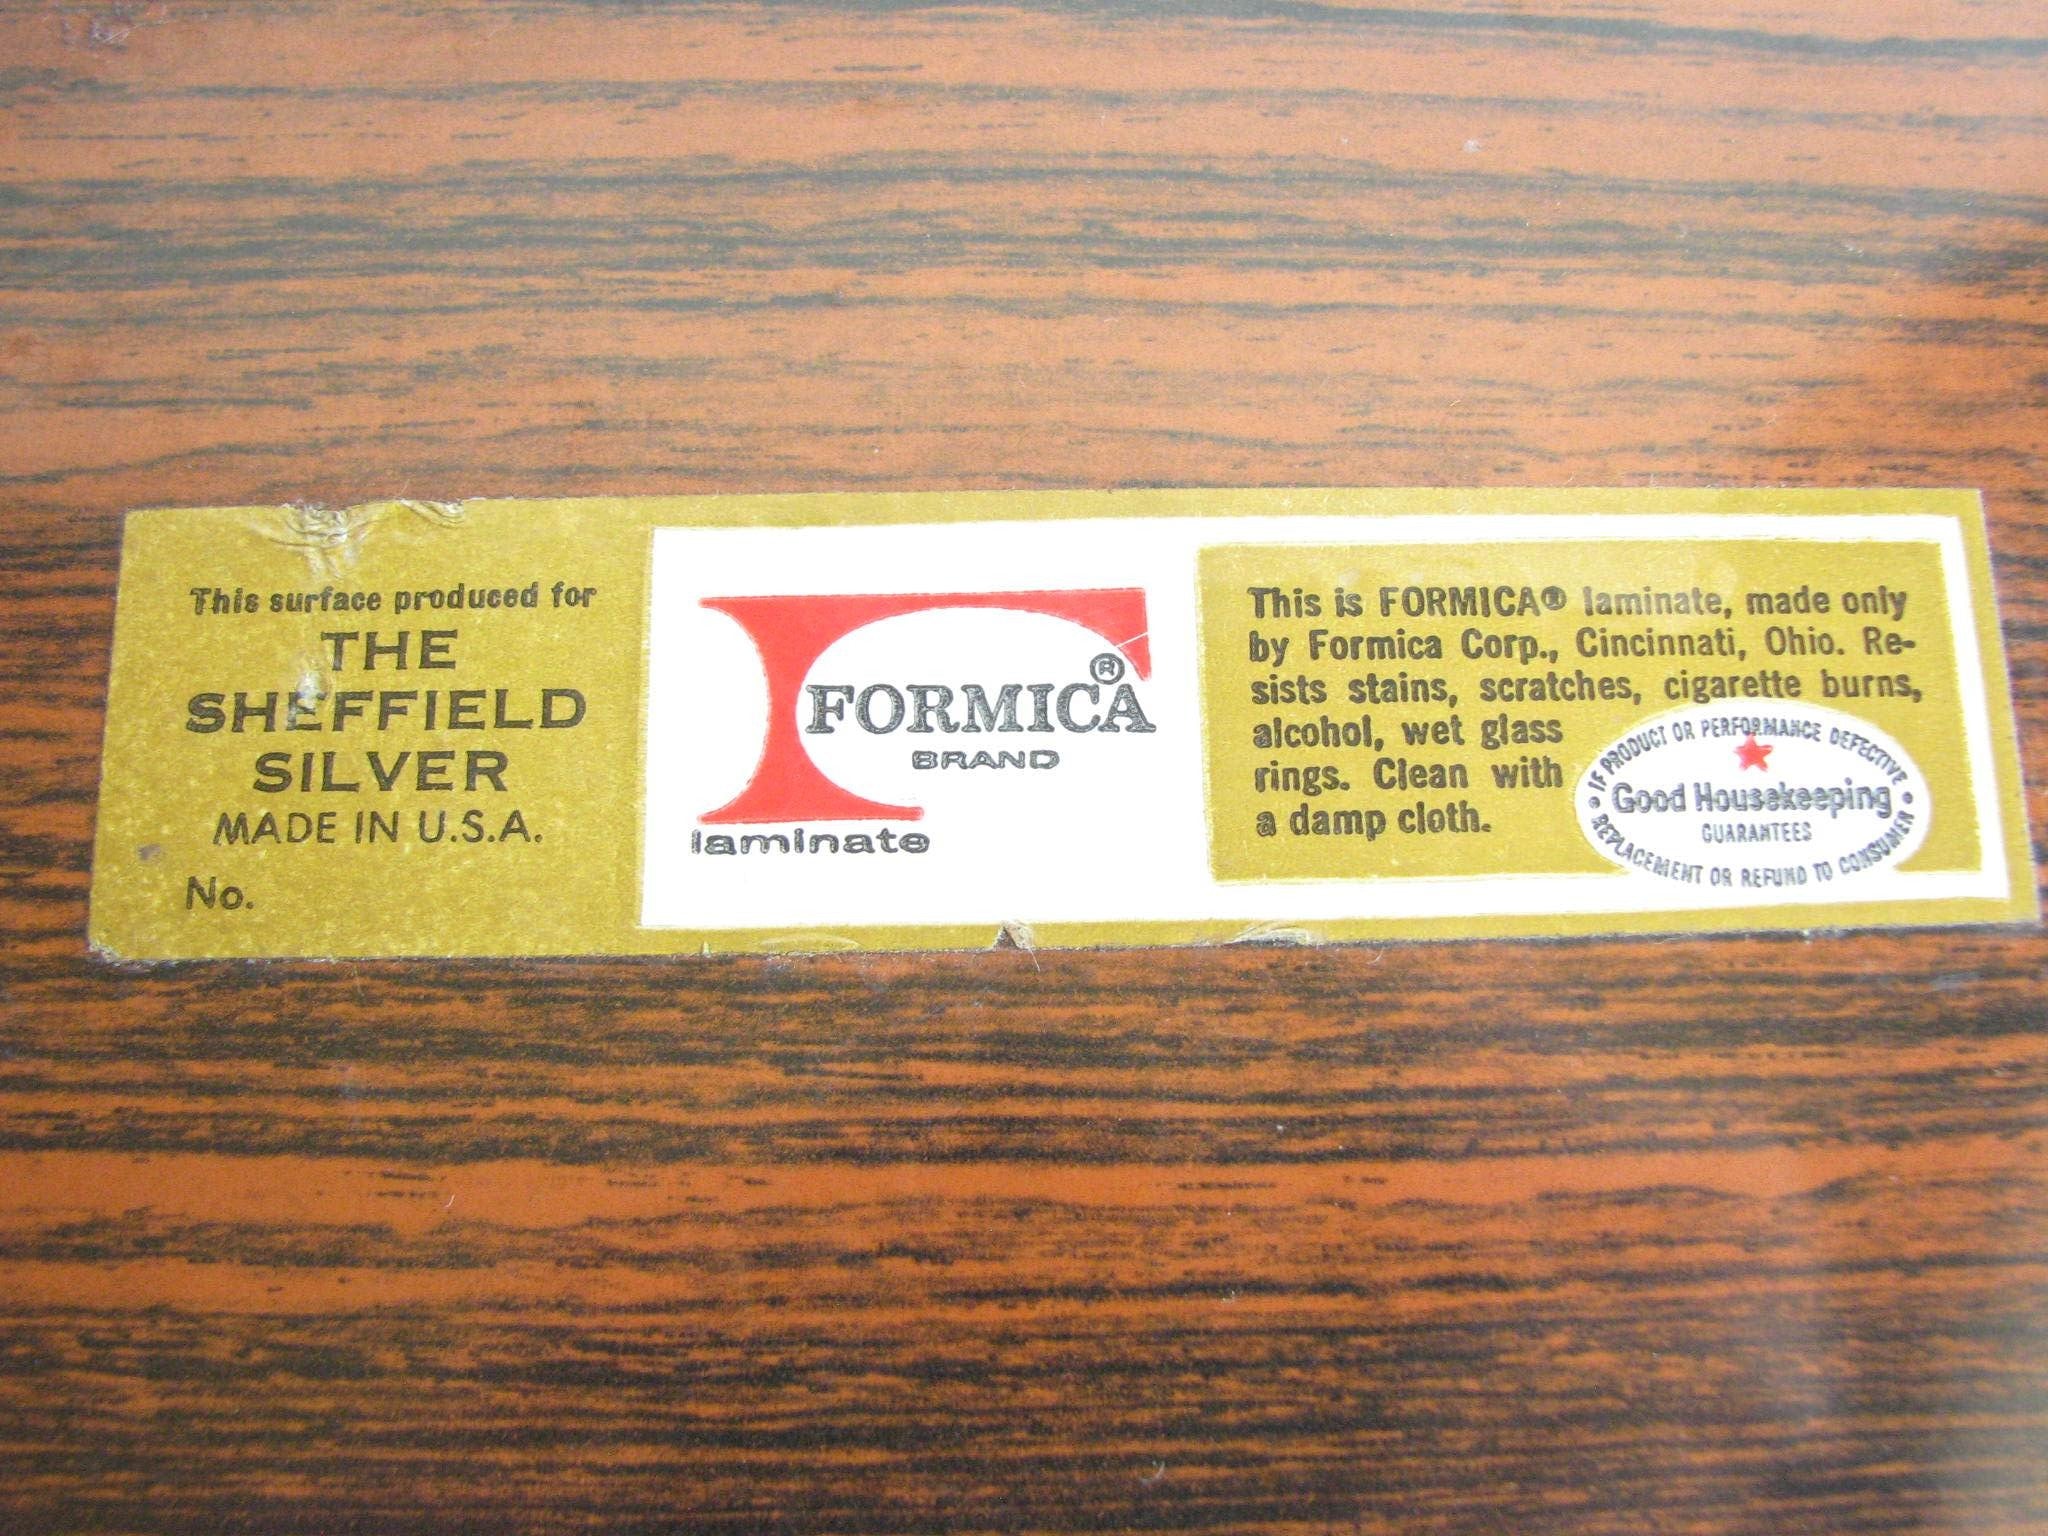 This surface produced for
THE
SHEFFIELD
SILVER
MADE IN U.S.A.
No.
FORMICA®
BRAND
laminate
This is FORMICA® laminate, made only
by Formica Corp., Cincinnati, Ohio. Re-
sists stains, scratches, cigarette burns,
alcohol, wet glass
rings. Clean with
a damp cloth.
• IF PRODUCT OR PERFORMANCE DEFECTIVE •
Good Housekeeping
GUARANTEES
REPLACEMENT OR REFUND TO CONSUMER